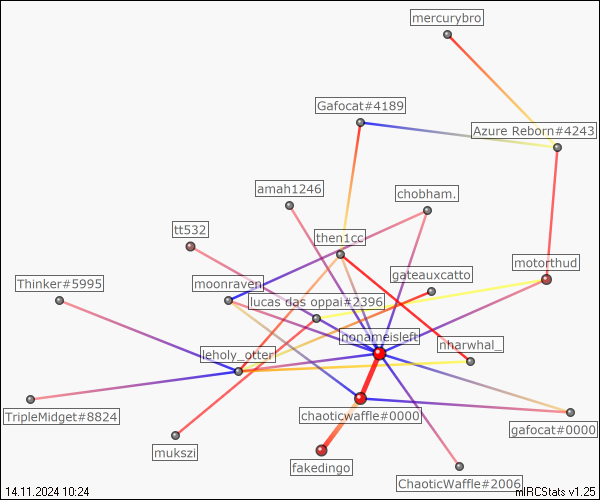 mercurybro
Gafocat#4189
Azure Reborn#4243
amah1246
chobham.
tt532
then1cc
motorthud
gateauxcatto
Thinker#5995
moonraven
lucas das oppai#2396
nonameisleft
nharwhal_
leholy_otter
TripleMidget#8824
chaoticwaffle#0000
gafocat#0000
mukszi
fakedingo
ChaoticWaffle#2006
14.11.2024 10:24
mIRCStats v1.25